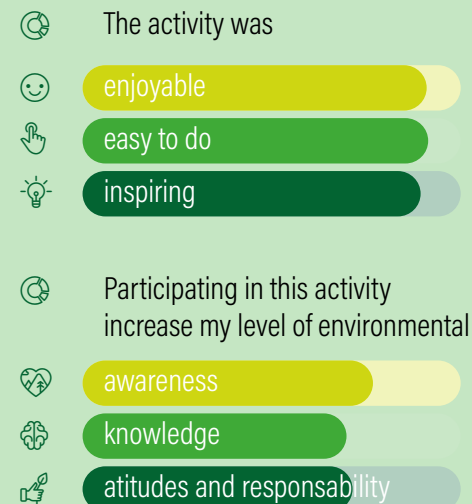 The activity was
enjoyable
easy to do
inspiring
Participating in this activity
increase my level of environmental
awareness
knowledge
atitudes and responsability